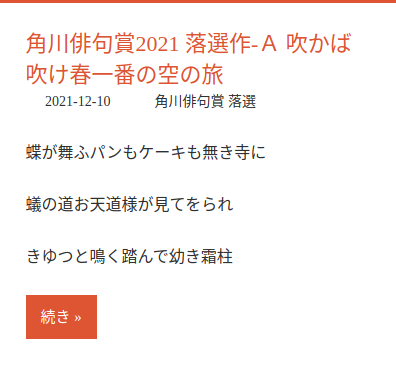 角川俳句賞2021 落選作-Ａ 吹かば
吹け春一番の空の旅
2021-12-10 角川俳句賞 落選
蝶が舞ふパンもケーキも無き寺に
蟻の道お天道様が見てをられ
きゆつと鳴く踏んで幼き霜柱
続き »